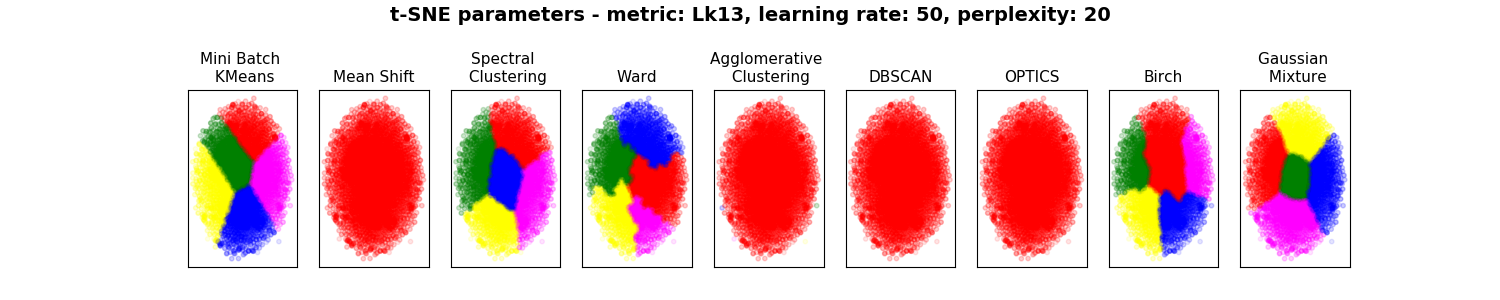 t-SNE parameters - metric: Lk13, learning rate: 50, perplexity: 20
Mini Batch
KMeans
Mean Shift
Spectral
Clustering
Ward
Agglomerative
Clustering
DBSCAN
OPTICS
Birch
Gaussian
Mixture